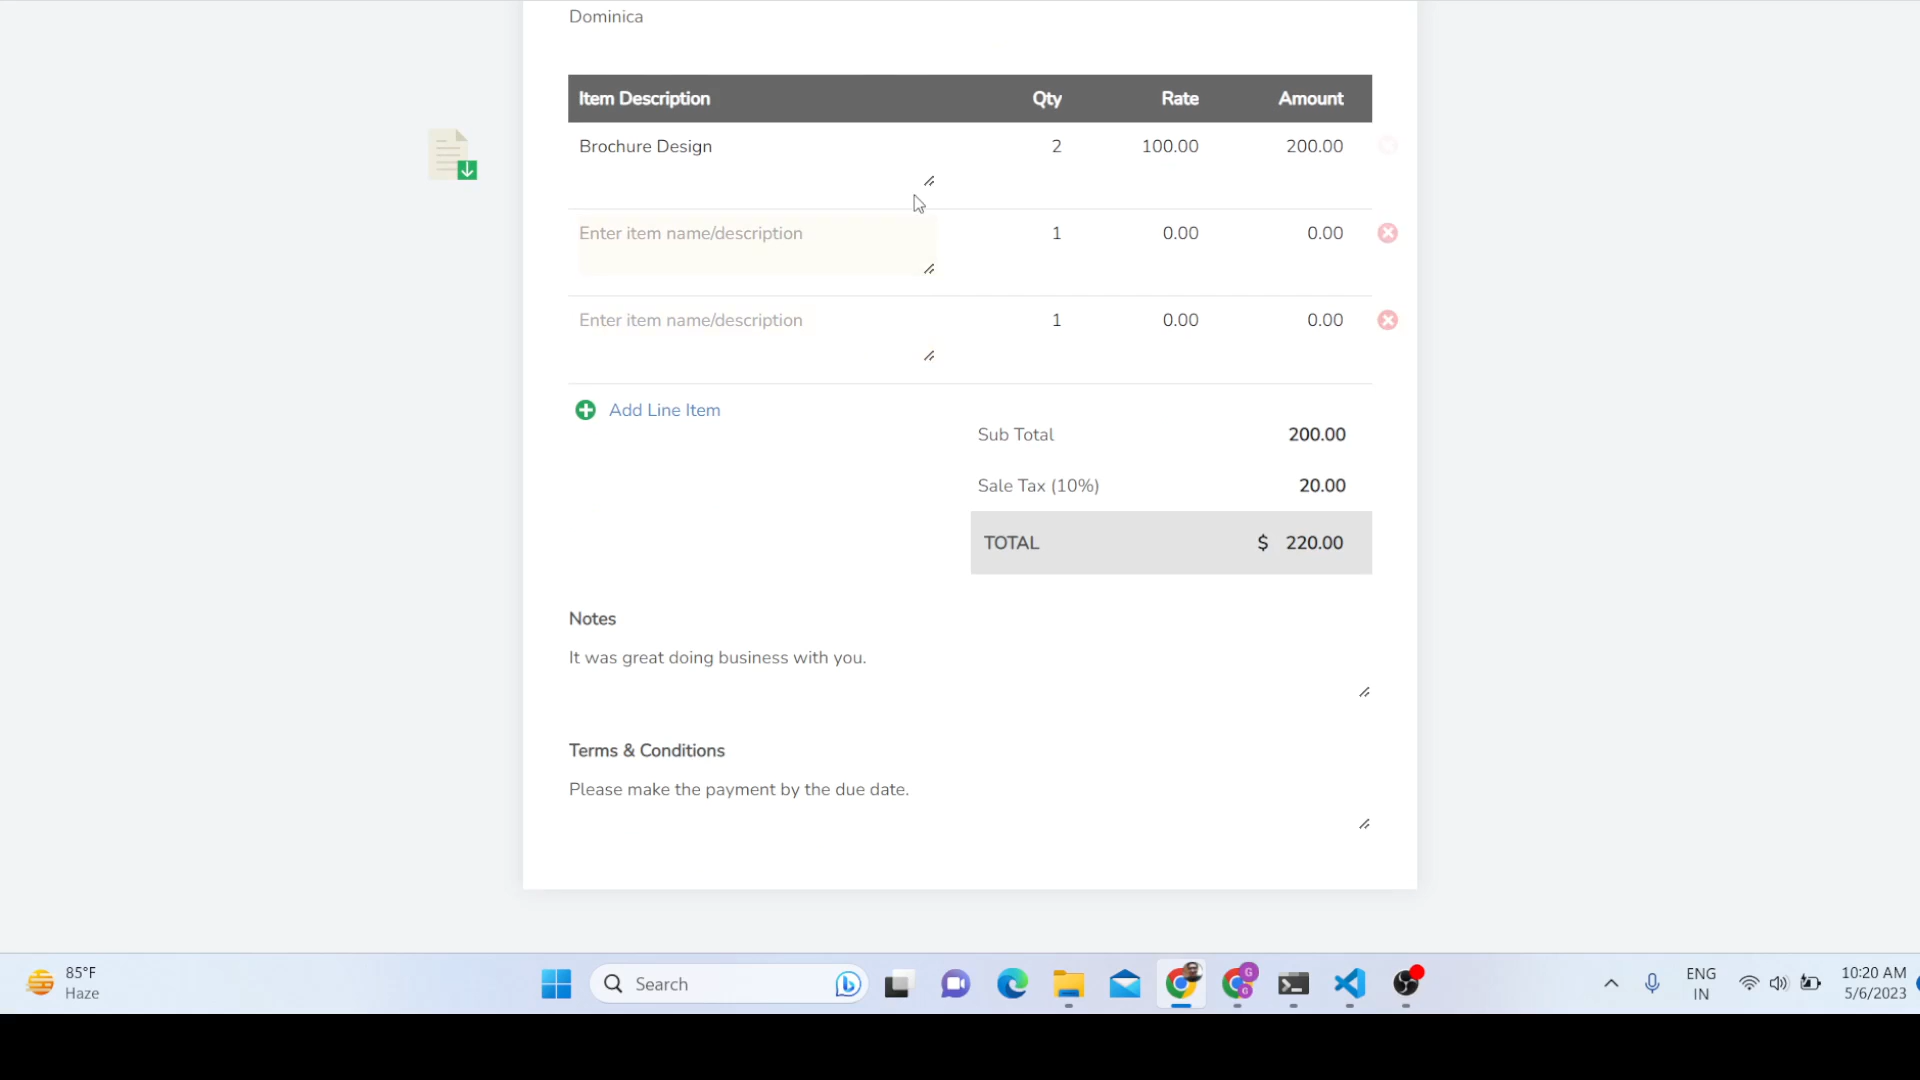 Dominica
Item Description Qty Rate Amount
Brochure Design 2 100.00 200.00
Enter item name/description 1 0.00 0.00
Enter item name/description 1 0.00 0.00
Add Line Item
Sub Total 200.00
Sale Tax (10%) 20.00
TOTAL $ 220.00
Notes
It was great doing business with you.
Terms & Conditions
Please make the payment by the due date.
85°F
Haze
Search
ENG
IN
10:20 AM
5/6/2023